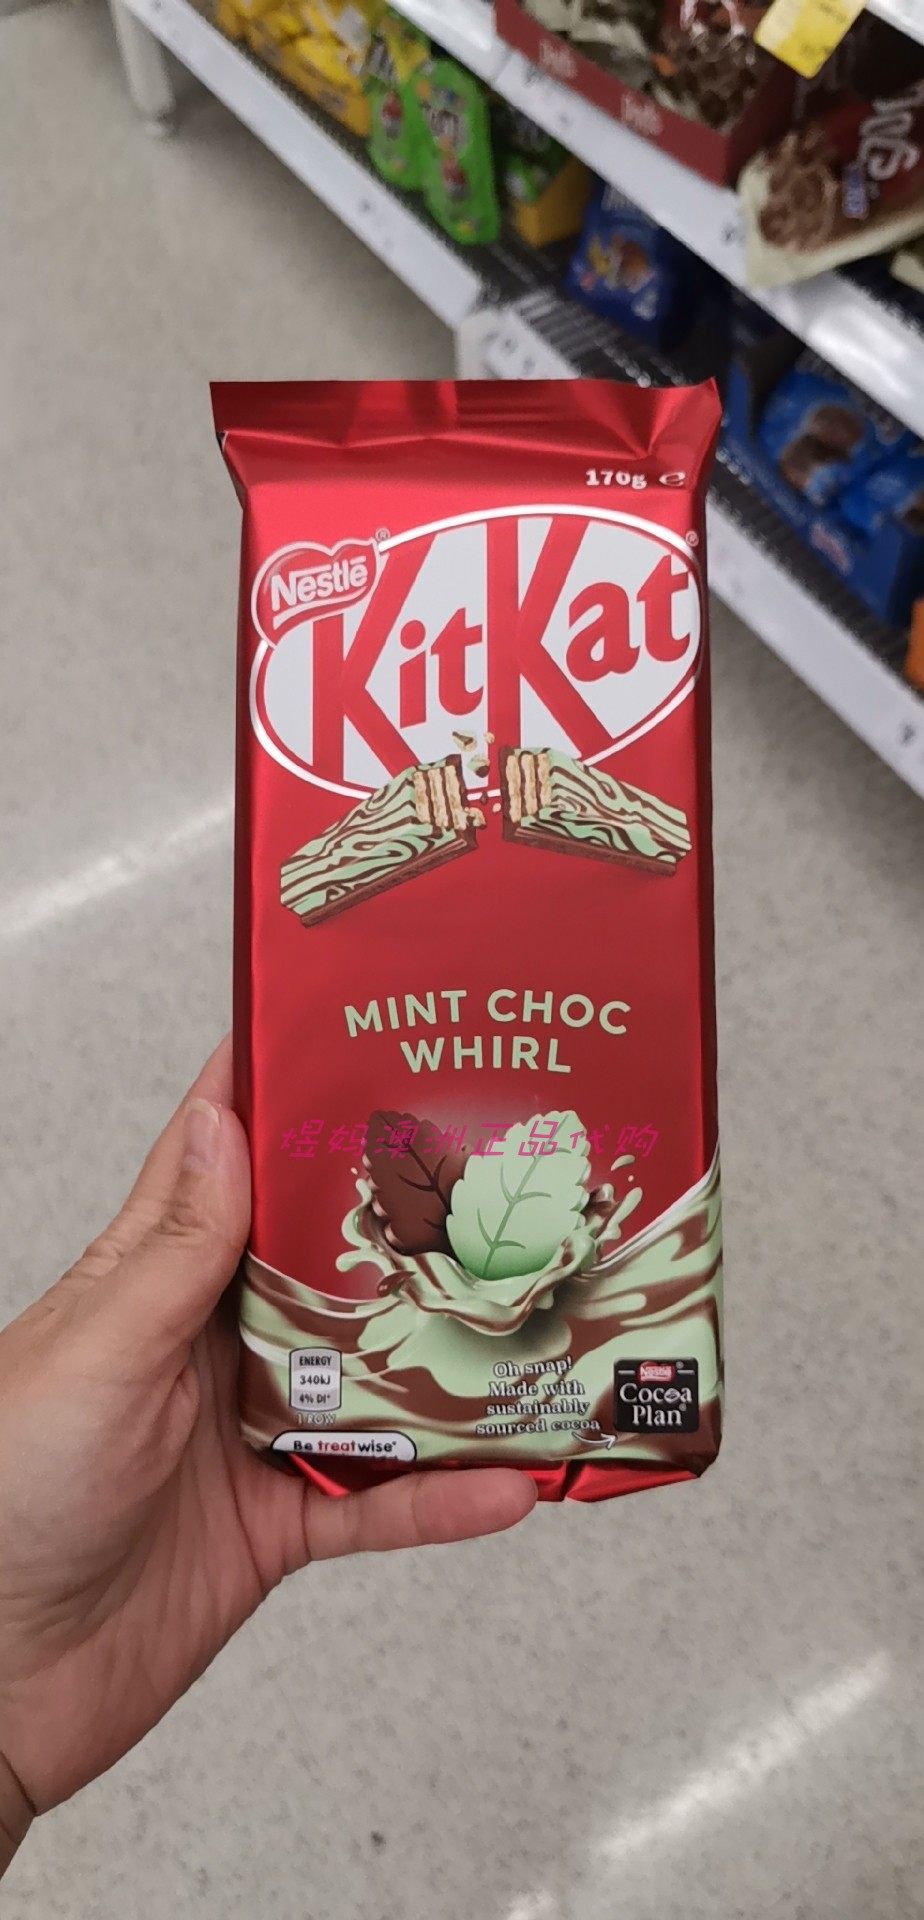 170g e
Nestlé
KitKat
MINT CHOC
WHIRL
煜妈澳洲正品代购
ENERGY
340kJ
4% DI*
1 ROW
Be treatwise*
Oh snap!
Made with
sustainably
sourced cocoa
Nestlé
Cocoa
Plan®